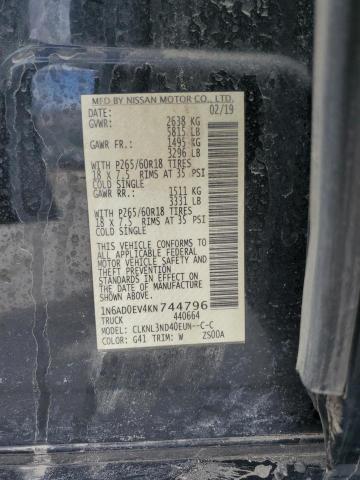 MFD BY NISSAN MOTOR CO., LTD.
DATE: 02/19
GVWR: 2638 KG
5815 LB
GAWR FR.: 1495 KG
3296 LB
WITH P265/60R18 TIRES
18 X 7.5 RIMS AT 35 PSI
COLD SINGLE
GAWR RR.: 1511 KG
3331 LB
WITH P265/60R18 TIRES
18 X 7.5 RIMS AT 35 PSI
COLD SINGLE
THIS VEHICLE CONFORMS TO
ALL APPLICABLE FEDERAL
MOTOR VEHICLE SAFETY AND
THEFT PREVENTION
STANDARDS IN EFFECT ON
THE DATE OF MANUFACTURE
SHOWN ABOVE.
1N6AD0EV4KN744796
TRUCK 440664
MODEL: CLKNL3ND40EUN--C-C
COLOR: G41 TRIM: W ZS00A